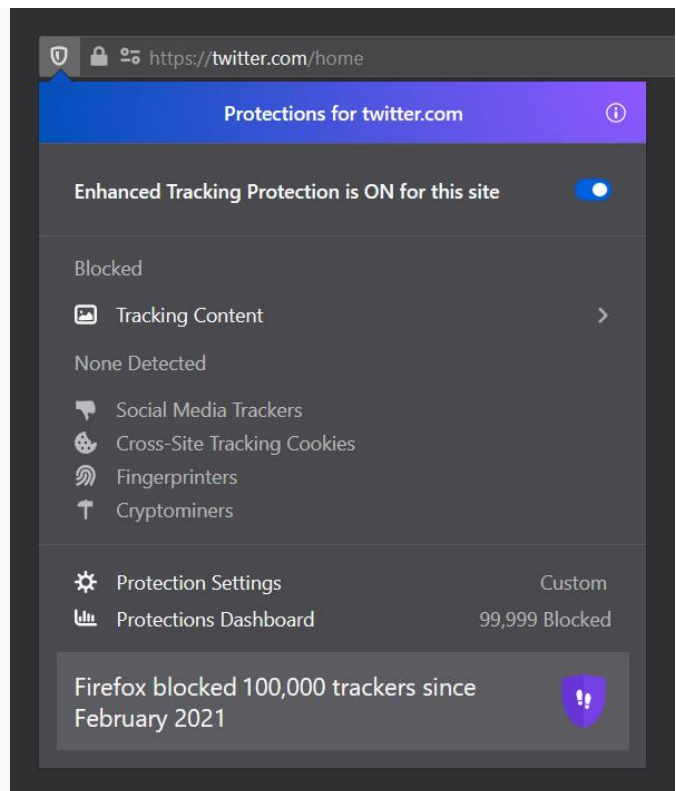 https://twitter.com/home
Protections for twitter.com
Enhanced Tracking Protection is ON for this site
Blocked
Tracking Content
None Detected
Social Media Trackers
Cross-Site Tracking Cookies
Fingerprinters
Cryptominers
Protection Settings Custom
Protections Dashboard 99,999 Blocked
Firefox blocked 100,000 trackers since
February 2021